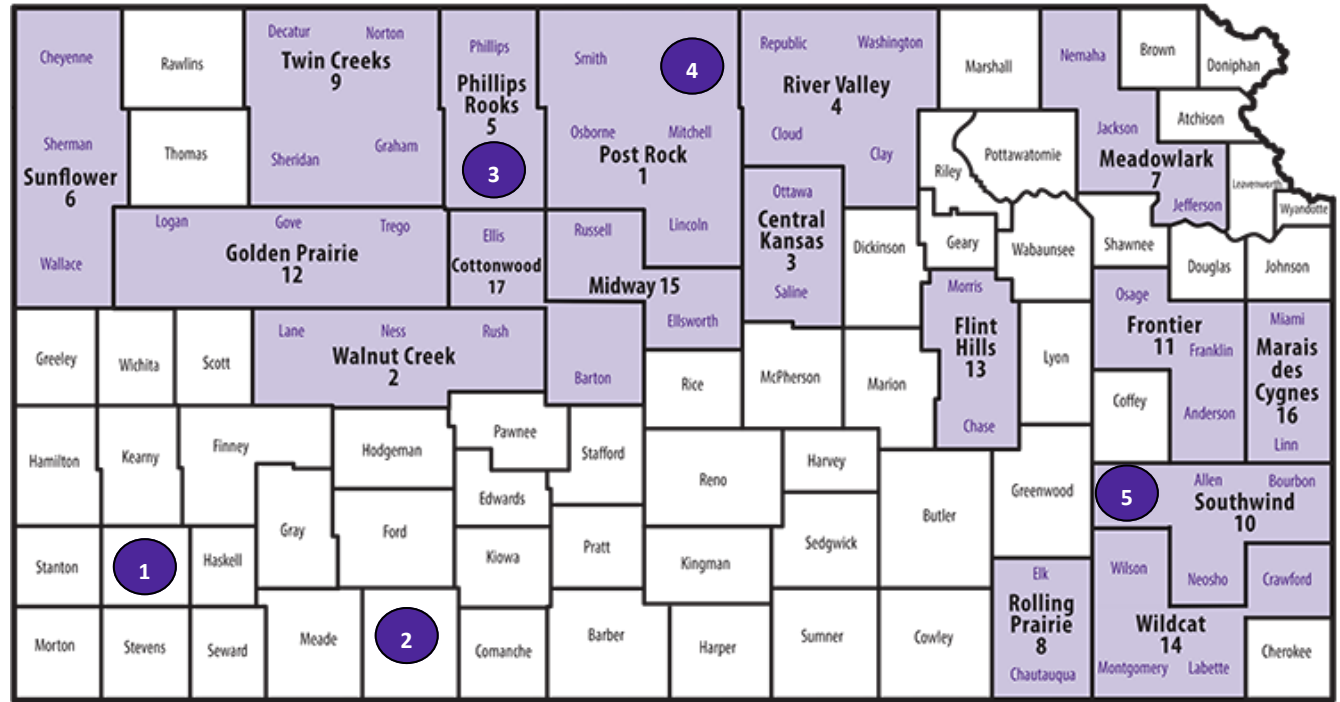 Cheyenne
Rawlins
Decatur
Norton
Twin Creeks
9
Sheridan
Graham
Phillips
Phillips
Rooks
5
3
Smith
4
Osborne
Mitchell
Post Rock
1
Lincoln
Republic
Washington
River Valley
4
Cloud
Clay
Marshall
Nemaha
Brown
Doniphan
Atchison
Jackson
Meadowlark
7
Jefferson
Leavenworth
Wyandotte
Sherman
Sunflower
6
Wallace
Thomas
Logan
Gove
Trego
Golden Prairie
12
Ellis
Cottonwood
17
Russell
Midway 15
Ellsworth
Barton
Ottawa
Central
Kansas
3
Saline
Dickinson
Riley
Pottawatomie
Geary
Wabaunsee
Shawnee
Douglas
Johnson
Morris
Flint
Hills
13
Chase
Osage
Frontier
11
Franklin
Anderson
Miami
Marais
des
Cygnes
16
Linn
Greeley
Wichita
Scott
Lane
Ness
Rush
Walnut Creek
2
Rice
McPherson
Marion
Lyon
Coffey
Hamilton
Kearny
Finney
Hodgeman
Pawnee
Stafford
Reno
Harvey
Butler
Greenwood
5
Allen
Bourbon
Southwind
10
Edwards
Gray
Ford
Kiowa
Pratt
Kingman
Sedgwick
Stanton
1
Haskell
Elk
Rolling
Prairie
8
Chautauqua
Wilson
Neosho
Crawford
Wildcat
14
Montgomery
Labette
Cherokee
Morton
Stevens
Seward
Meade
2
Comanche
Barber
Harper
Sumner
Cowley